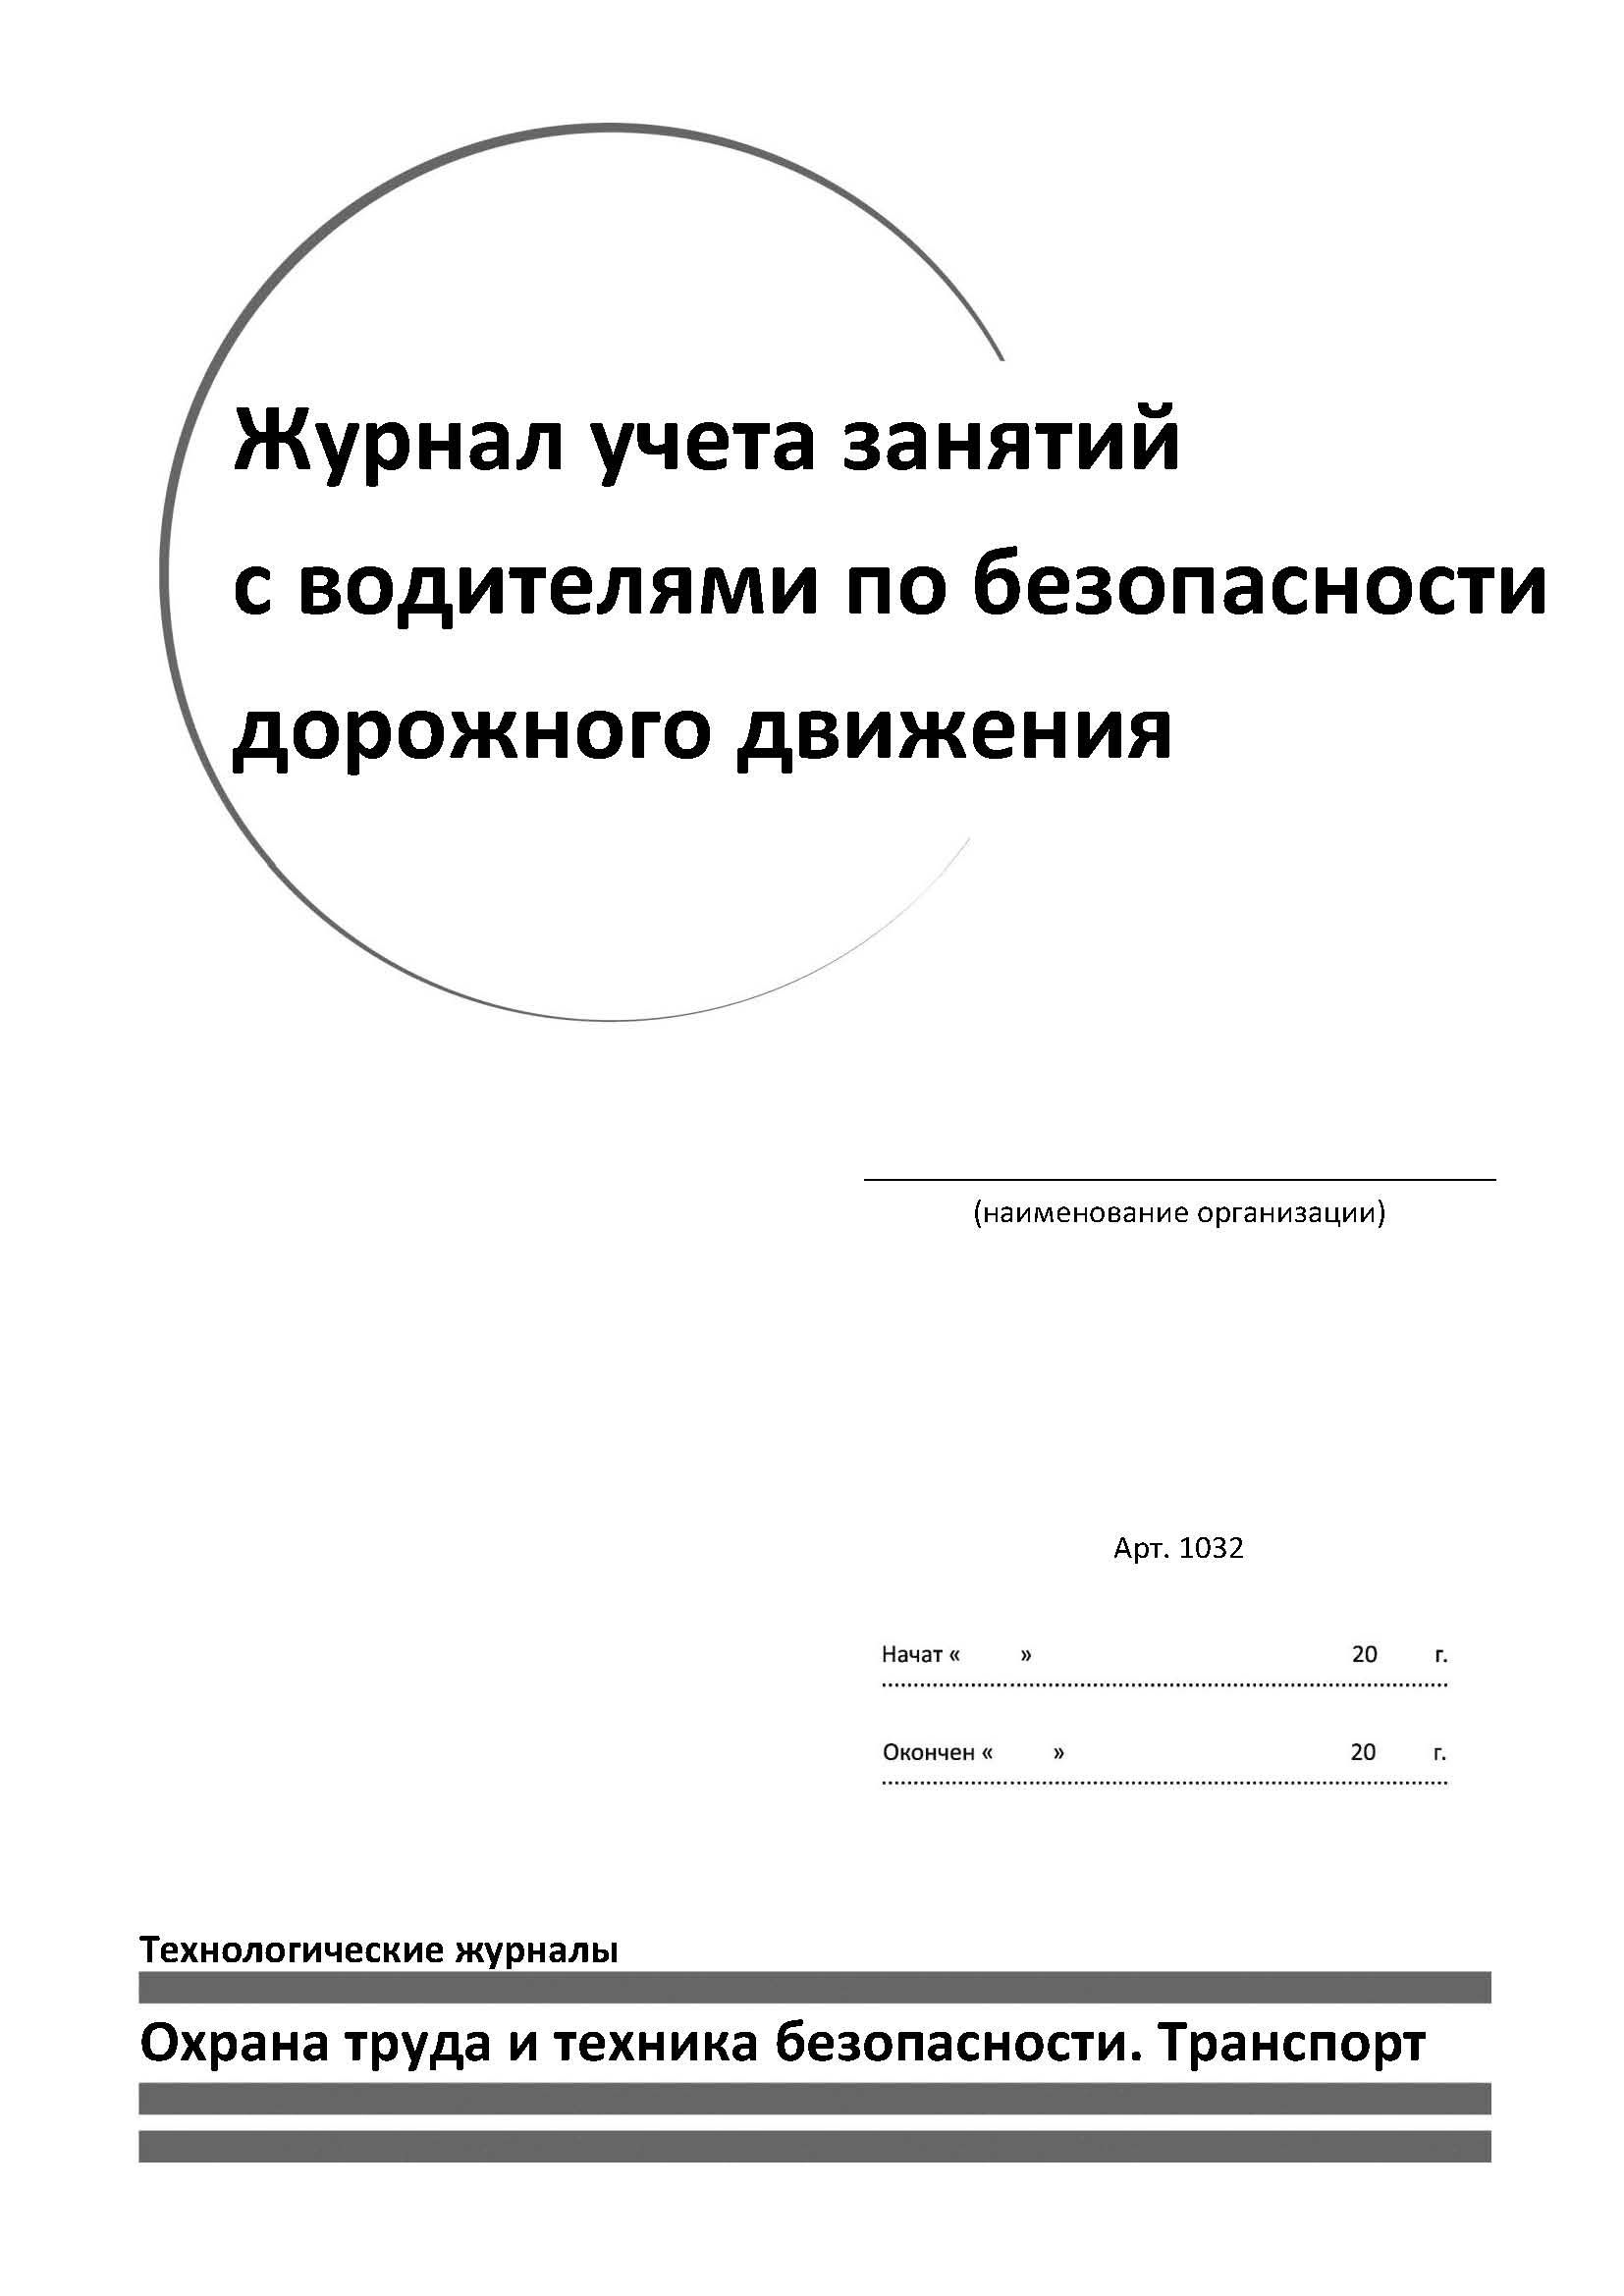 Журнал учета занятий
с водителями по безопасности
дорожного движения
(наименование организации)
Арт. 1032
Начат « » 20 г.
Окончен « » 20 г.
Технологические журналы
Охрана труда и техника безопасности. Транспорт